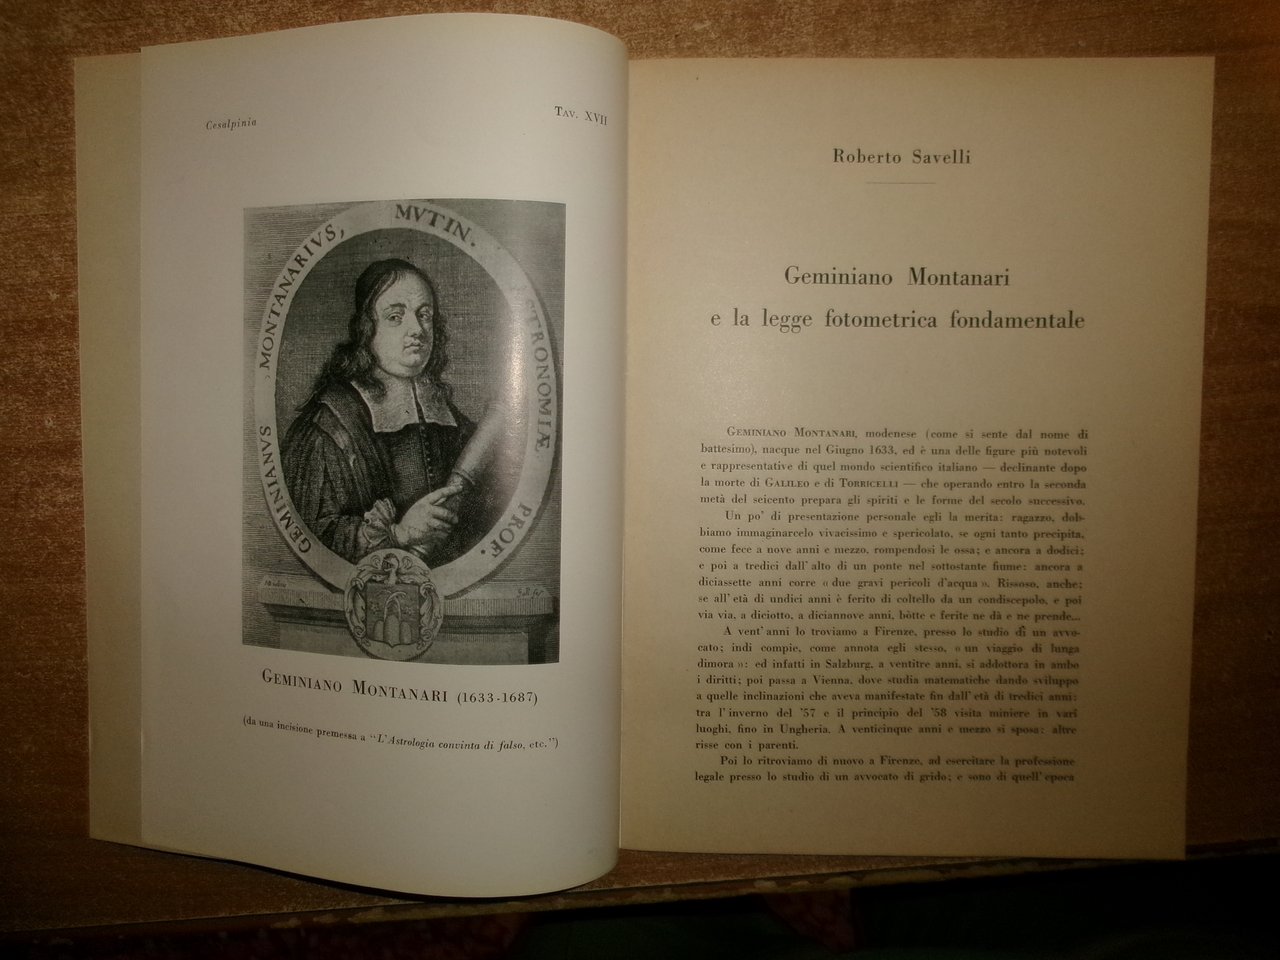 Cesalpinia
Tav. XVII
GEMINIANVS MONTANARIVS, MVTIN. ASTRONOMIÆ PROF.
Geminiano Montanari (1633-1687)
(da una incisione premessa a "L'Astrologia convinta di falso, etc.")
Roberto Savelli
Geminiano Montanari
e la legge fotometrica fondamentale
Geminiano Montanari, modenese (come si sente dal nome di
battesimo), nacque nel Giugno 1633, ed è una delle figure più notevoli
e rappresentative di quel mondo scientifico italiano — declinante dopo
la morte di Galileo e di Torricelli — che operando entro la seconda
metà del seicento prepara gli spiriti e le forme del secolo successivo.
Un po' di presentazione personale egli la merita: ragazzo, dob-
biamo immaginarcelo vivacissimo e spericolato, se ogni tanto precipita,
come fece a nove anni e mezzo, rompendosi le ossa; e ancora a dodici;
e poi a tredici dall'alto di un ponte nel sottostante fiume: ancora a
diciassette anni corre « due gravi pericoli d'acqua ». Rissoso, anche;
se all'età di undici anni è ferito di coltello da un condiscepolo, e poi
via via, a diciotto, a diciannove anni, bòtte e ferite ne dà e ne prende...
A vent'anni lo troviamo a Firenze, presso lo studio di un avvo-
cato; indi compie, come annota egli stesso, « un viaggio di lunga
dimora »: ed infatti in Salzburg, a ventitre anni, si addottora in ambo
i diritti; poi passa a Vienna, dove studia matematiche dando sviluppo
a quelle inclinazioni che aveva manifestate fin dall'età di tredici anni:
tra l'inverno del '57 e il principio del '58 visita miniere in vari
luoghi, fino in Ungheria. A venticinque anni e mezzo si sposa: altre
risse con i parenti.
Poi lo ritroviamo di nuovo a Firenze, ad esercitare la professione
legale presso lo studio di un avvocato di grido; e sono di quell'epoca